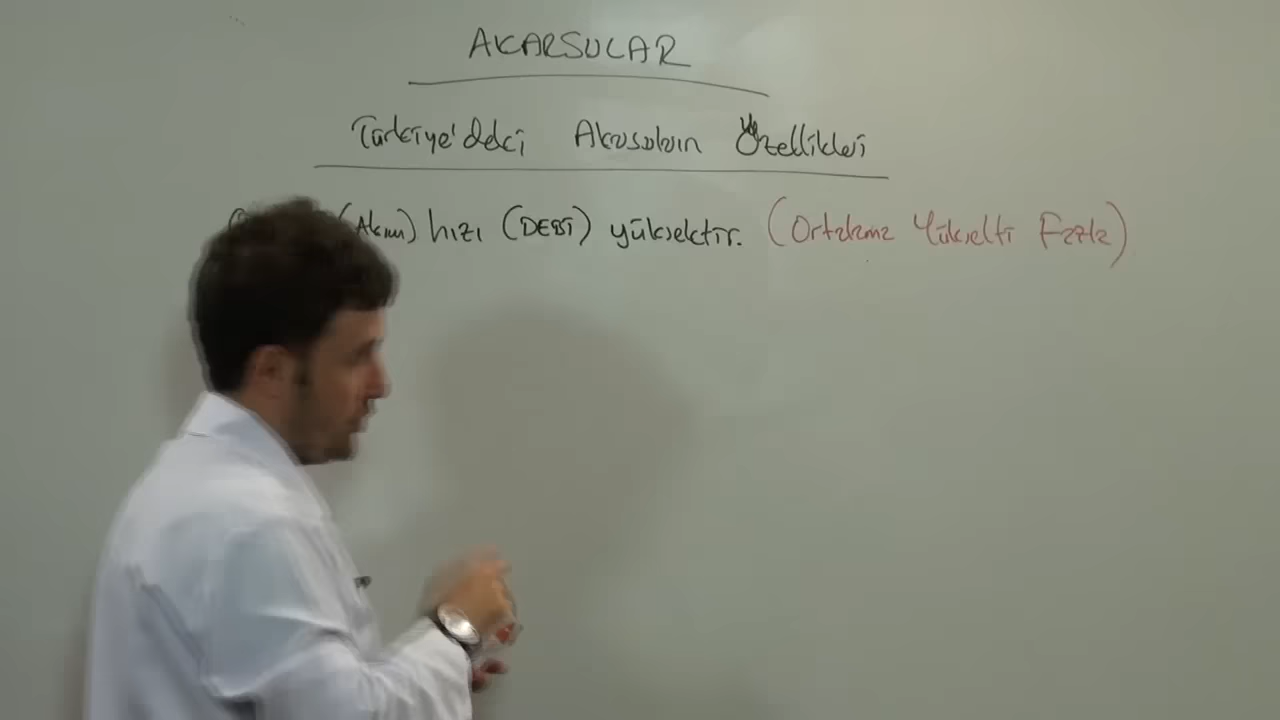 AKARSULAR
Türkiye'deki Akarsuların Özellikleri
(Akım) hızı (DEBİ) yüksektir. (Ortalama Yükselti Fazla)